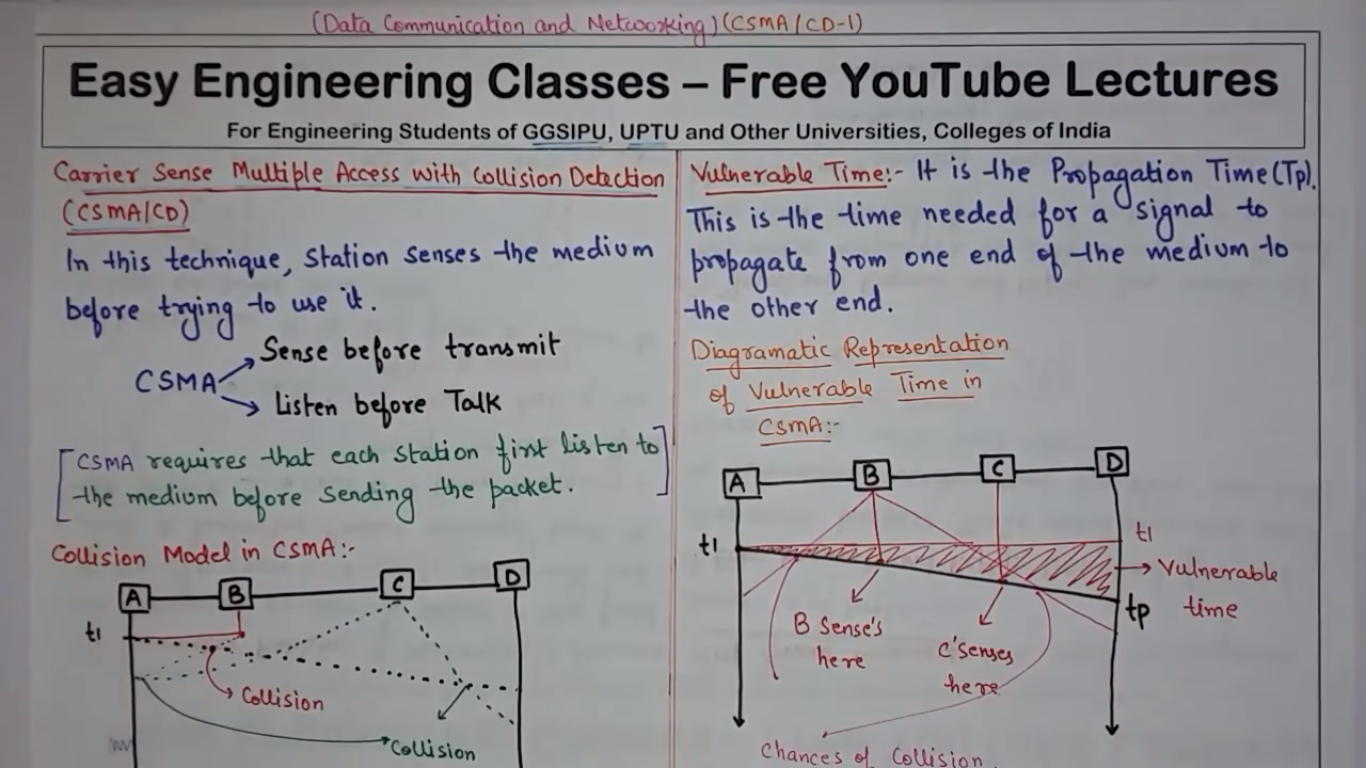 (Data Communication and Networking) (CSMA/CD-1)
Easy Engineering Classes – Free YouTube Lectures
For Engineering Students of GGSIPU, UPTU and Other Universities, Colleges of India
Carrier Sense Multiple Access with Collision Detection
(CSMA/CD)
In this technique, Station senses the medium
before trying to use it.
Sense before transmit
CSMA
Listen before Talk
[CSMA requires that each station first listen to
the medium before sending the packet.]
Collision Model in CSMA:-
A B C D
t1
Collision
Collision
Vulnerable Time:- It is the Propagation Time(Tp).
This is the time needed for a signal to
propagate from one end of the medium to
the other end.
Diagramatic Representation
of Vulnerable Time in
CSMA:-
A B C D
t1
t1
Vulnerable
time
tp
B Sense's
here
C'senses
here
Chances of Collision.